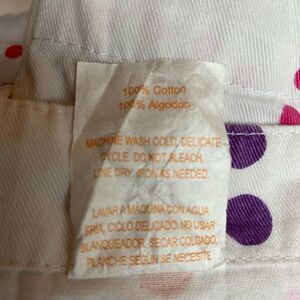 100% Cotton
100% Algodon
MACHINE WASH COLD, DELICATE
CYCLE. DO NOT BLEACH.
LINE DRY. IRON AS NEEDED.
LAVAR A MAQUINA CON AGUA
FRIA, CICLO DELICADO. NO USAR
BLANQUEADOR, SECAR COLGADO.
PLANCHE SEGUN SE NECESITE.